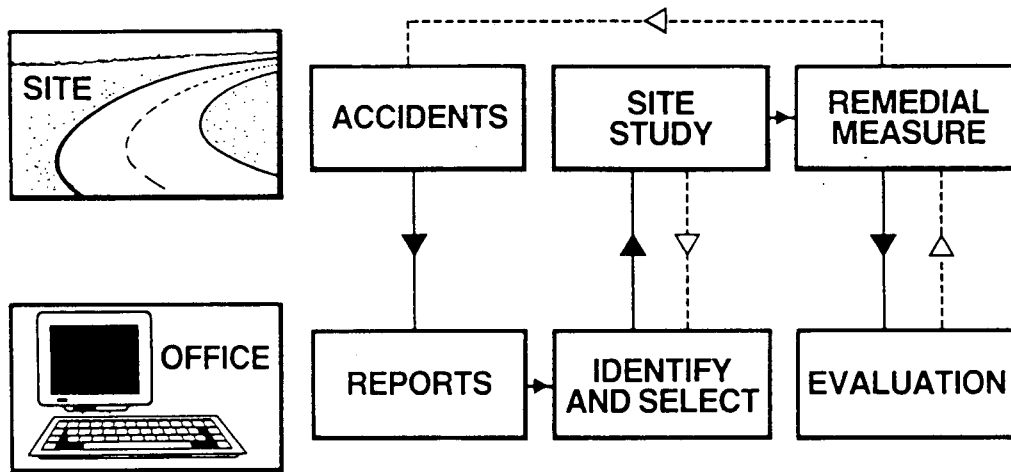 SITE
ACCIDENTS
SITE
STUDY
REMEDIAL
MEASURE
OFFICE
REPORTS
IDENTIFY
AND SELECT
EVALUATION